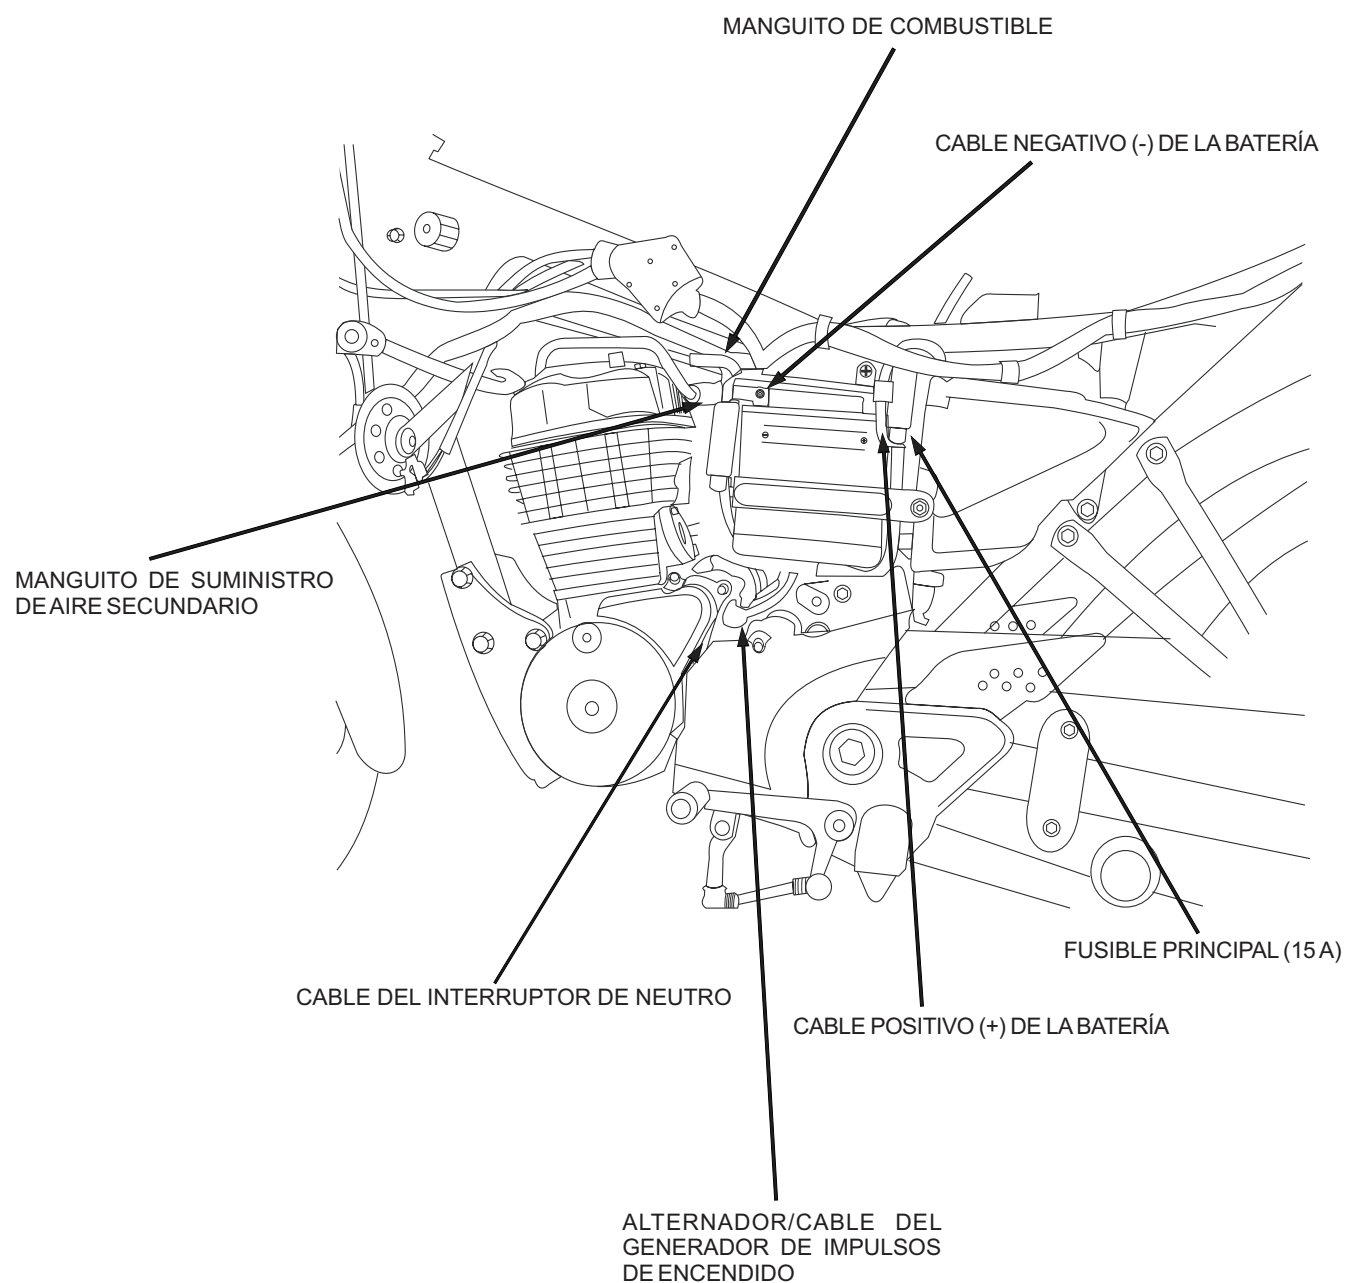 MANGUITO DE COMBUSTIBLE
CABLE NEGATIVO (-) DE LA BATERÍA
MANGUITO DE SUMINISTRO
DE AIRE SECUNDARIO
FUSIBLE PRINCIPAL (15 A)
CABLE DEL INTERRUPTOR DE NEUTRO
CABLE POSITIVO (+) DE LA BATERÍA
ALTERNADOR/CABLE DEL
GENERADOR DE IMPULSOS
DE ENCENDIDO